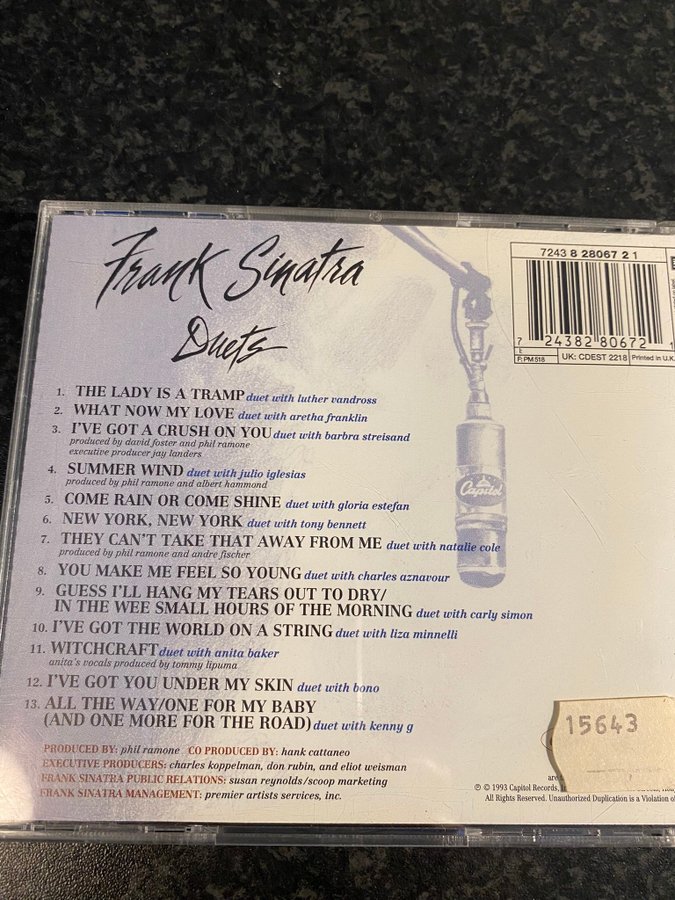 Frank Sinatra
Duets
7243 8 28067 2 1
7 24382 80672 1
F: PM 518
UK: CDEST 2218
Printed in U.K.
1. THE LADY IS A TRAMP duet with luther vandross
2. WHAT NOW MY LOVE duet with aretha franklin
3. I'VE GOT A CRUSH ON YOU duet with barbra streisand
produced by david foster and phil ramone
executive producer jay landers
4. SUMMER WIND duet with julio iglesias
produced by phil ramone and albert hammond
5. COME RAIN OR COME SHINE duet with gloria estefan
6. NEW YORK, NEW YORK duet with tony bennett
7. THEY CAN'T TAKE THAT AWAY FROM ME duet with natalie cole
produced by phil ramone and andre fischer
8. YOU MAKE ME FEEL SO YOUNG duet with charles aznavour
9. GUESS I'LL HANG MY TEARS OUT TO DRY/
IN THE WEE SMALL HOURS OF THE MORNING duet with carly simon
10. I'VE GOT THE WORLD ON A STRING duet with liza minnelli
11. WITCHCRAFT duet with anita baker
anita's vocals produced by tommy lipuma
12. I'VE GOT YOU UNDER MY SKIN duet with bono
13. ALL THE WAY/ONE FOR MY BABY
(AND ONE MORE FOR THE ROAD) duet with kenny g
Capitol
15643
PRODUCED BY: phil ramone CO PRODUCED BY: hank cattaneo
EXECUTIVE PRODUCERS: charles koppelman, don rubin, and eliot weisman
FRANK SINATRA PUBLIC RELATIONS: susan reynolds/scoop marketing
FRANK SINATRA MANAGEMENT: premier artists services, inc.
are
℗ © 1993 Capitol Records,
All Rights Reserved. Unauthorized Duplication is a Violation of